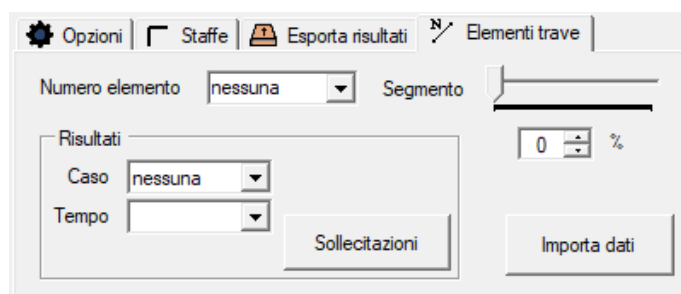 Opzioni Staffe Esporta risultati N Elementi trave
Numero elemento nessuna Segmento
Risultati 0 %
Caso nessuna
Tempo
Sollecitazioni Importa dati